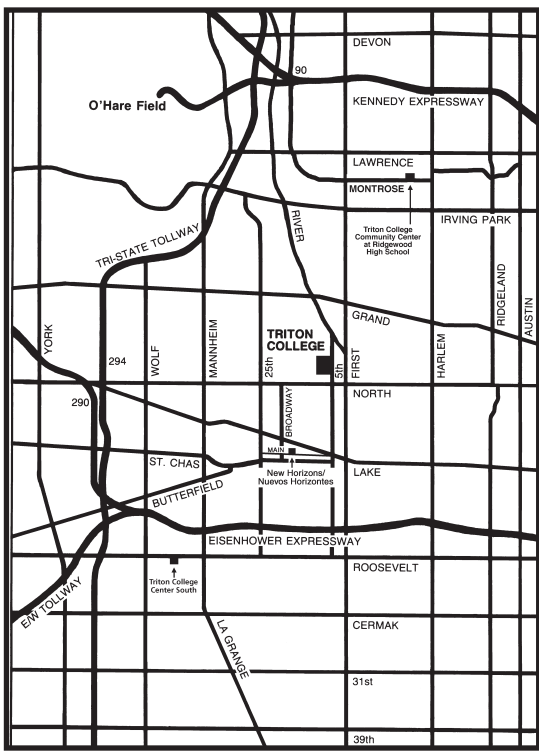 DEVON
90
O'Hare Field
KENNEDY EXPRESSWAY
LAWRENCE
MONTROSE
RIVER
IRVING PARK
Triton College
Community Center
at Ridgewood
High School
TRI-STATE TOLLWAY
GRAND
RIDGELAND
AUSTIN
YORK
294
WOLF
MANNHEIM
25th
TRITON
COLLEGE
5th
FIRST
HARLEM
290
NORTH
BROADWAY
MAIN
ST. CHAS
LAKE
New Horizons/
Nuevos Horizontes
BUTTERFIELD
EISENHOWER EXPRESSWAY
ROOSEVELT
Triton College
Center South
E/W TOLLWAY
CERMAK
LA GRANGE
31st
39th